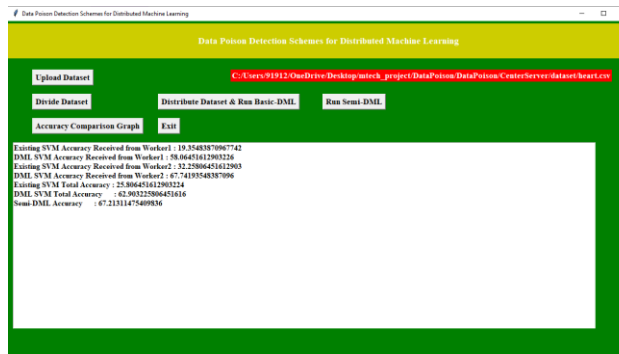 Data Poison Detection Schemes for Distributed Machine Learning
Data Poison Detection Schemes for Distributed Machine Learning
Upload Dataset
C:/Users/91912/OneDrive/Desktop/mtech_project/DataPoison/DataPoison/CenterServer/dataset/heart.csv
Divide Dataset
Distribute Dataset & Run Basic-DML
Run Semi-DML
Accuracy Comparison Graph
Exit
Existing SVM Accuracy Received from Worker1 : 19.35483870967742
DML SVM Accuracy Received from Worker1 : 58.06451612903226
Existing SVM Accuracy Received from Worker2 : 32.25806451612903
DML SVM Accuracy Received from Worker2 : 67.74193548387096
Existing SVM Total Accuracy : 25.806451612903224
DML SVM Total Accuracy : 62.903225806451616
Semi-DML Accuracy : 67.21311475409836